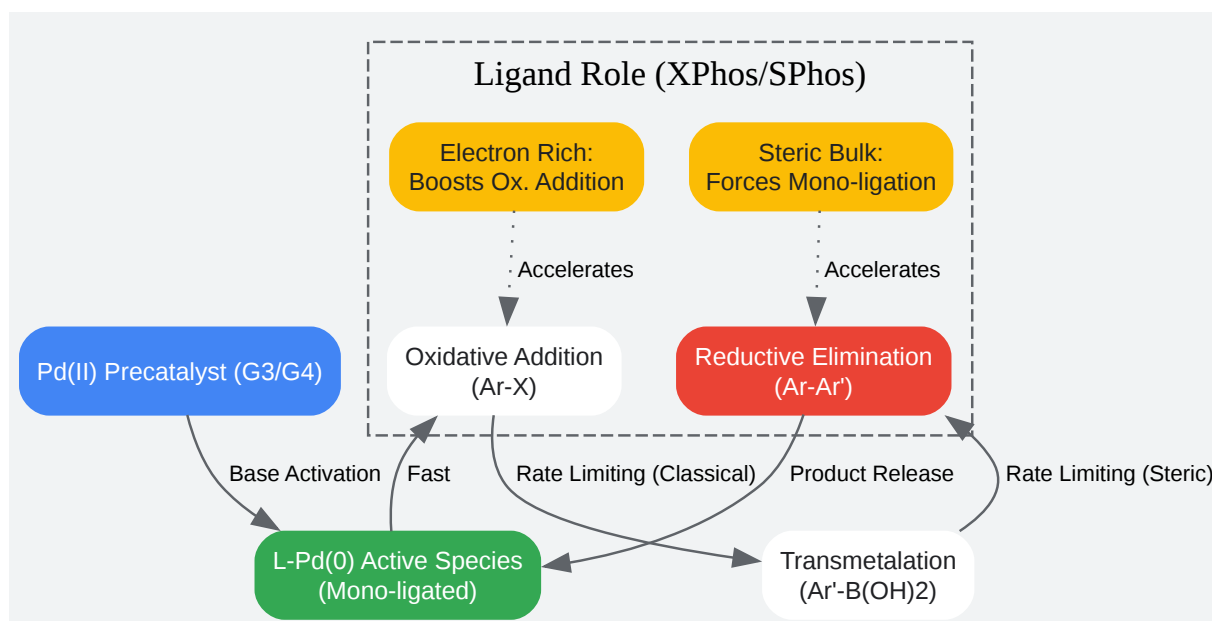 Ligand Role (XPhos/SPhos)
Electron Rich:
Boosts Ox. Addition
Steric Bulk:
Forces Mono-ligation
Accelerates
Accelerates
Pd(II) Precatalyst (G3/G4)
Oxidative Addition
(Ar-X)
Reductive Elimination
(Ar-Ar')
Base Activation
Fast
Rate Limiting (Classical)
Product Release
Rate Limiting (Steric)
L-Pd(0) Active Species
(Mono-ligated)
Transmetalation
(Ar'-B(OH)2)